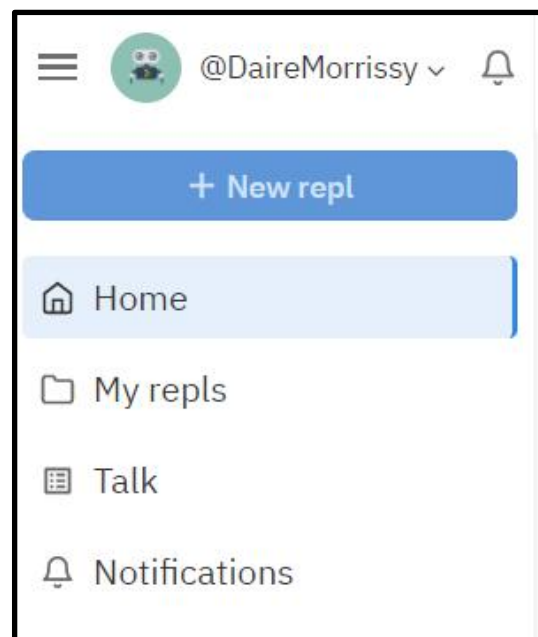 @DaireMorrissy
+ New repl
Home
My repls
Talk
Notifications